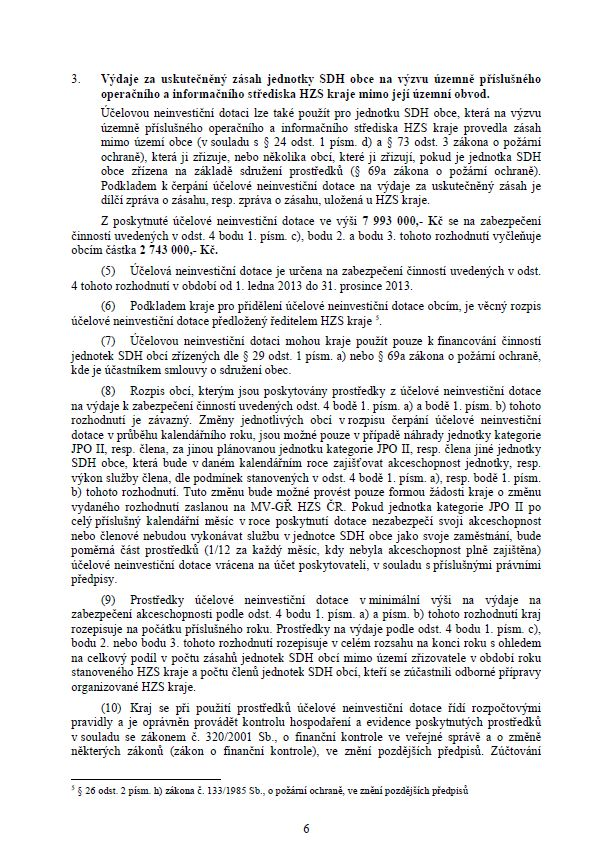 3. Výdaje za uskutečněný zásah jednotky SDH obce na výzvu územně příslušného
operačního a informačního střediska HZS kraje mimo její územní obvod.
Účelovou neinvestiční dotaci lze také použít pro jednotku SDH obce, která na výzvu
územně příslušného operačního a informačního střediska HZS kraje provedla zásah
mimo území obce (v souladu s § 24 odst. 1 písm. d) a § 73 odst. 3 zákona o požární
ochraně), která ji zřizuje, nebo několika obcí, které ji zřizují, pokud je jednotka SDH
obce zřízena na základě sdružení prostředků (§ 69a zákona o požární ochraně).
Podkladem k čerpání účelové neinvestiční dotace na výdaje za uskutečněný zásah je
dílčí zpráva o zásahu, resp. zpráva o zásahu, uložená u HZS kraje.
Z poskytnuté účelové neinvestiční dotace ve výši 7 993 000,- Kč se na zabezpečení
činností uvedených v odst. 4 bodu 1. písm. c), bodu 2. a bodu 3. tohoto rozhodnutí vyčleňuje
obcím částka 2 743 000,- Kč.
(5) Účelová neinvestiční dotace je určena na zabezpečení činností uvedených v odst.
4 tohoto rozhodnutí v období od 1. ledna 2013 do 31. prosince 2013.
(6) Podkladem kraje pro přidělení účelové neinvestiční dotace obcím, je věcný rozpis
účelové neinvestiční dotace předložený ředitelem HZS kraje 5.
(7) Účelovou neinvestiční dotaci mohou kraje použít pouze k financování činností
jednotek SDH obcí zřízených dle § 29 odst. 1 písm. a) nebo § 69a zákona o požární ochraně,
kde je účastníkem smlouvy o sdružení obec.
(8) Rozpis obcí, kterým jsou poskytovány prostředky z účelové neinvestiční dotace
na výdaje k zabezpečení činností uvedených odst. 4 bodě 1. písm. a) a bodě 1. písm. b) tohoto
rozhodnutí je závazný. Změny jednotlivých obcí v rozpisu čerpání účelové neinvestiční
dotace v průběhu kalendářního roku, jsou možné pouze v případě náhrady jednotky kategorie
JPO II, resp. člena, za jinou plánovanou jednotku kategorie JPO II, resp. člena jiné jednotky
SDH obce, která bude v daném kalendářním roce zajišťovat akceschopnost jednotky, resp.
výkon služby člena, dle podmínek stanovených v odst. 4 bodě 1. písm. a), resp. bodě 1. písm.
b) tohoto rozhodnutí. Tuto změnu bude možné provést pouze formou žádosti kraje o změnu
vydaného rozhodnutí zaslanou na MV-GŘ HZS ČR. Pokud jednotka kategorie JPO II po
celý příslušný kalendářní měsíc v roce poskytnutí dotace nezabezpečí svoji akceschopnost
nebo členové nebudou vykonávat službu v jednotce SDH obce jako svoje zaměstnání, bude
poměrná část prostředků (1/12 za každý měsíc, kdy nebyla akceschopnost plně zajištěna)
účelové neinvestiční dotace vrácena na účet poskytovateli, v souladu s příslušnými právními
předpisy.
(9) Prostředky účelové neinvestiční dotace v minimální výši na výdaje na
zabezpečení akceschopnosti podle odst. 4 bodu 1. písm. a) a písm. b) tohoto rozhodnutí kraj
rozepisuje na počátku příslušného roku. Prostředky na výdaje podle odst. 4 bodu 1. písm. c),
bodu 2. nebo bodu 3. tohoto rozhodnutí rozepisuje v celém rozsahu na konci roku s ohledem
na celkový podíl v počtu zásahů jednotek SDH obcí mimo území zřizovatele v období roku
stanoveného HZS kraje a počtu členů jednotek SDH obcí, kteří se zúčastnili odborné přípravy
organizované HZS kraje.
(10) Kraj se při použití prostředků účelové neinvestiční dotace řídí rozpočtovými
pravidly a je oprávněn provádět kontrolu hospodaření a evidence poskytnutých prostředků
v souladu se zákonem č. 320/2001 Sb., o finanční kontrole ve veřejné správě a o změně
některých zákonů (zákon o finanční kontrole), ve znění pozdějších předpisů. Zúčtování
5 § 26 odst. 2 písm. h) zákona č. 133/1985 Sb., o požární ochraně, ve znění pozdějších předpisů
6